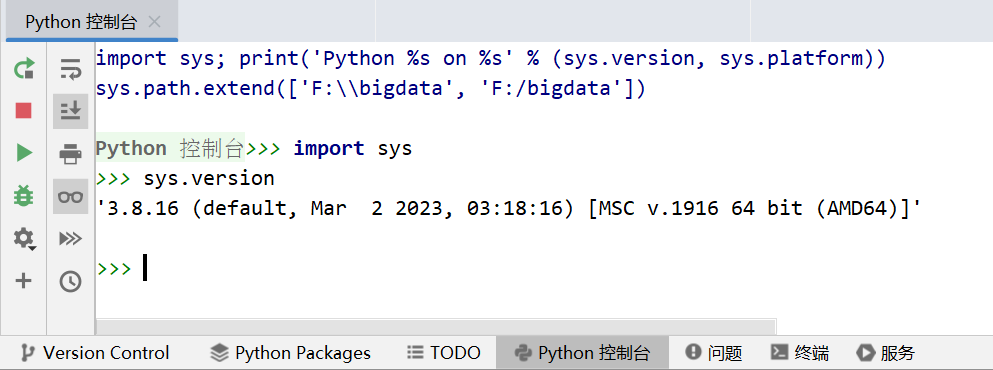 Python 控制台
import sys; print('Python %s on %s' % (sys.version, sys.platform))
sys.path.extend(['F:\\bigdata', 'F:/bigdata'])
Python 控制台>>> import sys
>>> sys.version
'3.8.16 (default, Mar  2 2023, 03:18:16) [MSC v.1916 64 bit (AMD64)]'
>>>
Version Control Python Packages TODO Python 控制台 问题 终端 服务